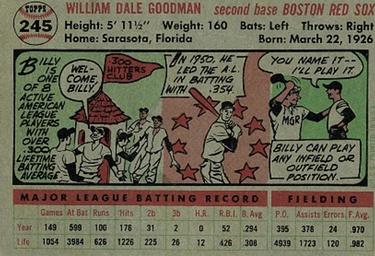 TOPPS
245
WILLIAM DALE GOODMAN second base BOSTON RED SOX
Height: 5' 11½" Weight: 160 Bats: Left Throws: Right
Home: Sarasota, Florida Born: March 22, 1926
BILLY IS
ONE OF
8
ACTIVE
AMERICAN
LEAGUE
PLAYERS
WITH
OVER
.300
LIFETIME
BATTING
AVERAGE.
WEL-
COME,
BILLY.
300
HITTERS
CLUB
IN 1950, HE
LED THE A.L.
IN BATTING
WITH .354.
YOU NAME IT--
I'LL PLAY IT.
MGR
BILLY CAN PLAY
ANY INFIELD OR
OUTFIELD
POSITION.
MAJOR LEAGUE BATTING RECORD FIELDING
Games At Bat Runs Hits 2b 3b H.R. R.B.I. B. Avg. P.O. Assists Errors F. Avg.
Year 149 599 100 176 31 2 0 52 .294 395 378 24 .970
Life 1054 3984 626 1226 225 26 12 426 .308 4939 1723 120 .982